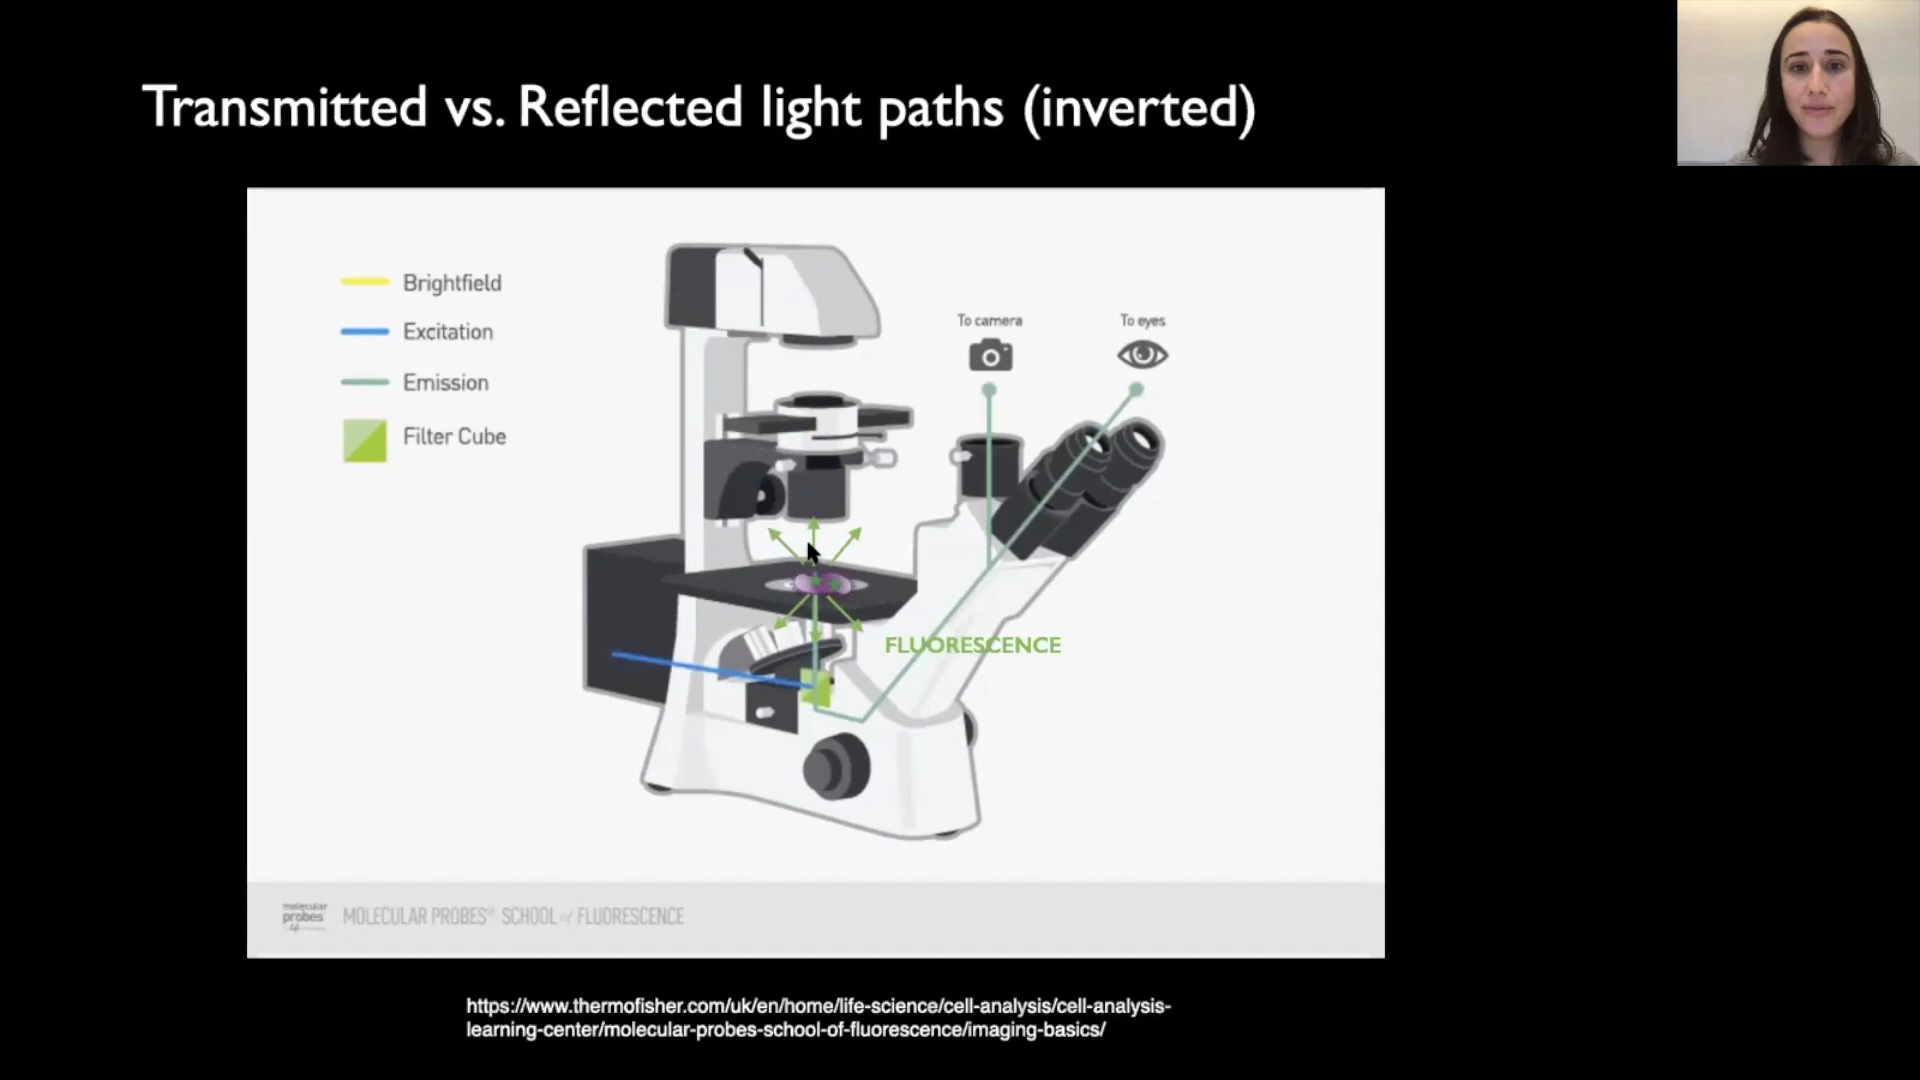 Transmitted vs. Reflected light paths (inverted)
Brightfield
Excitation
Emission
Filter Cube
To camera
To eyes
FLUORESCENCE
molecular
probes
MOLECULAR PROBES® SCHOOL of FLUORESCENCE
https://www.thermofisher.com/uk/en/home/life-science/cell-analysis/cell-analysis-
learning-center/molecular-probes-school-of-fluorescence/imaging-basics/